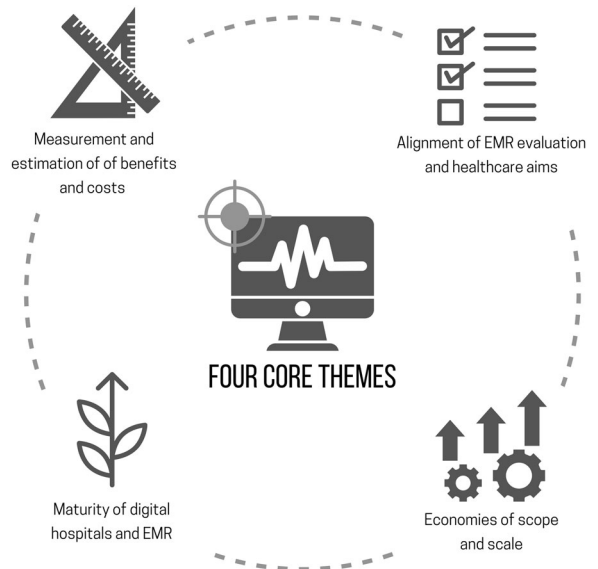 Measurement and
estimation of of benefits
and costs
Alignment of EMR evaluation
and healthcare aims
FOUR CORE THEMES
Maturity of digital
hospitals and EMR
Economies of scope
and scale